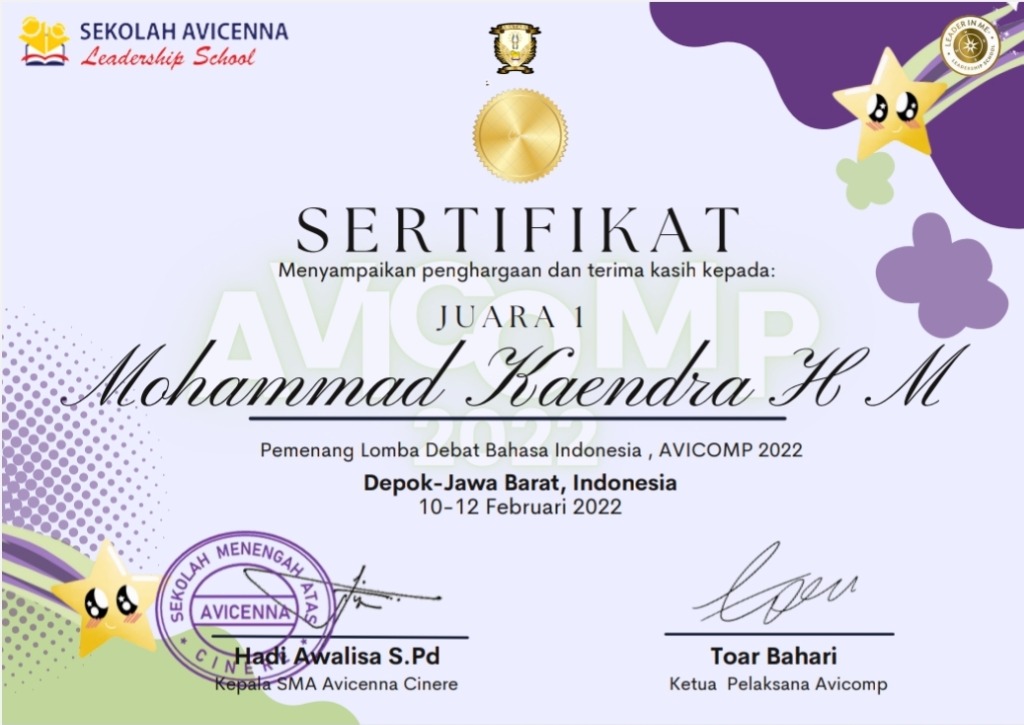 SEKOLAH AVICENNA
Leadership School
LEADER IN ME
LEADERSHIP SCHOOL
SERTIFIKAT
Menyampaikan penghargaan dan terima kasih kepada:
AVICOMP
2022
JUARA 1
Mohammad Kaendra H M
Pemenang Lomba Debat Bahasa Indonesia , AVICOMP 2022
Depok-Jawa Barat, Indonesia
10-12 Februari 2022
SEKOLAH MENENGAH ATAS
AVICENNA
CINERE
Hadi Awalisa S.Pd
Kepala SMA Avicenna Cinere
Toar Bahari
Ketua Pelaksana Avicomp